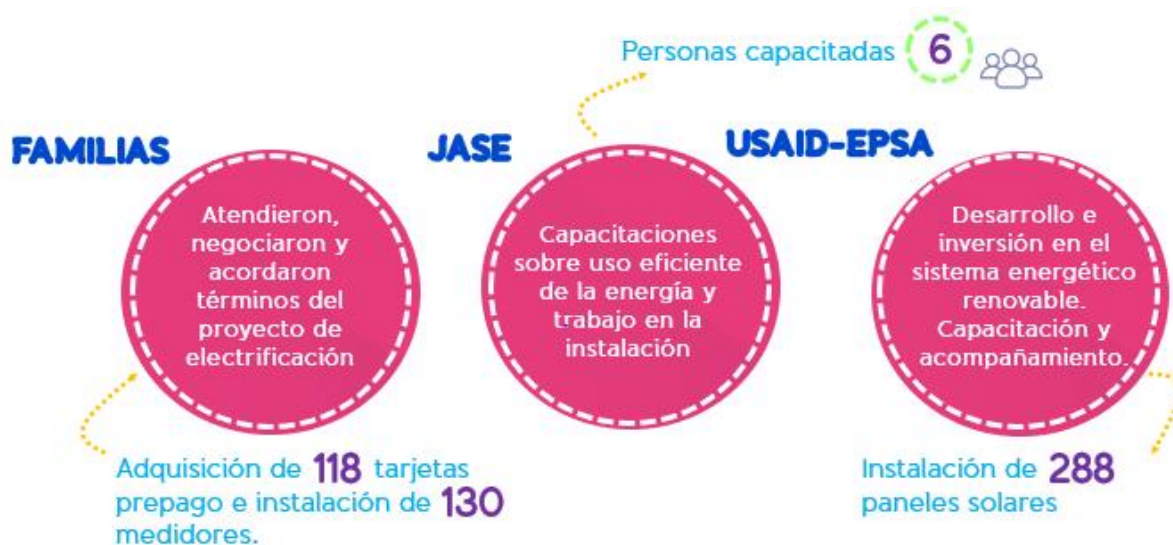 Personas capacitadas 6
FAMILIAS
Atendieron,
negociaron y
acordaron
términos del
proyecto de
electrificación
Adquisición de 118 tarjetas
prepago e instalación de 130
medidores.
JASE
Capacitaciones
sobre uso eficiente
de la energía y
trabajo en la
instalación
USAID-EPSA
Desarrollo e
inversión en el
sistema energético
renovable.
Capacitación y
acompañamiento.
Instalación de 288
paneles solares